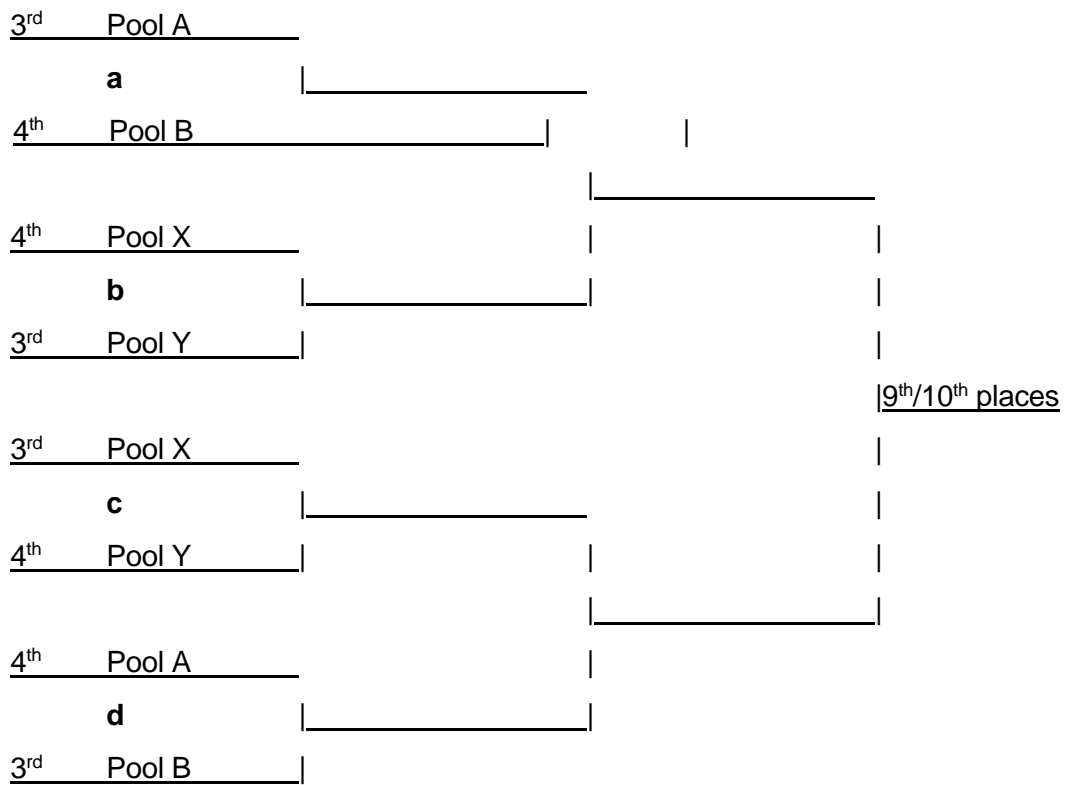 3rd Pool A
a |
4th Pool B | |
|
4th Pool X | |
b | | |
3rd Pool Y | |
|9th/10th places
3rd Pool X |
c | |
4th Pool Y | | |
| |
4th Pool A |
d | |
3rd Pool B |